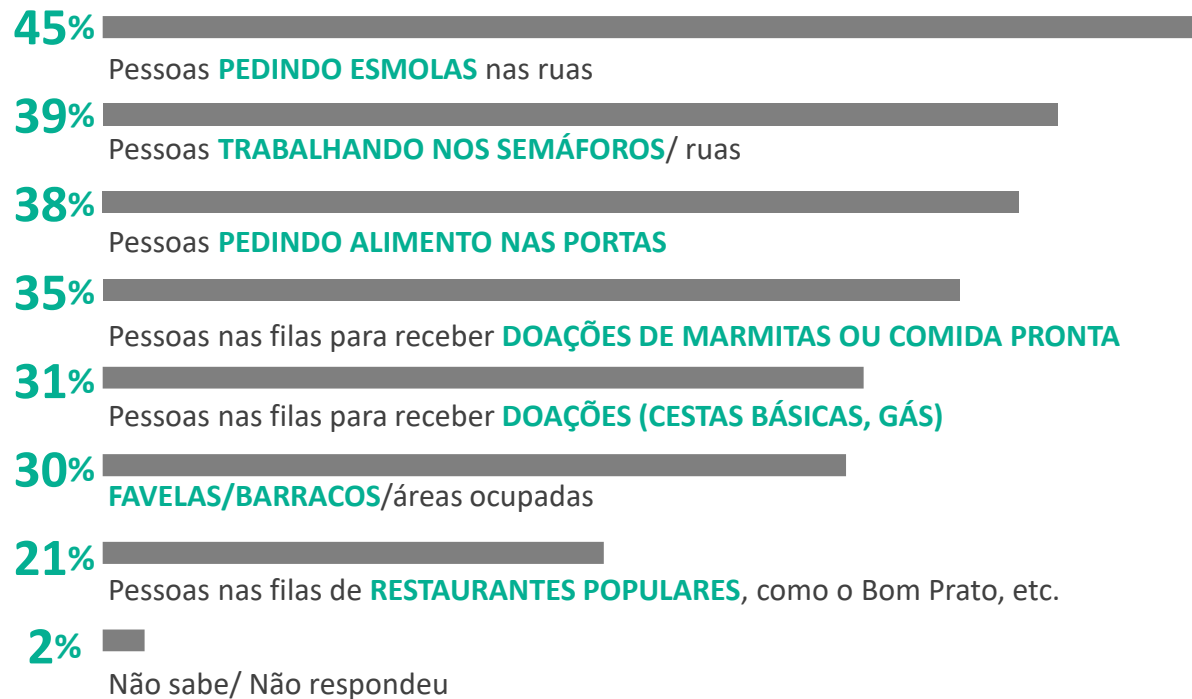 45%
Pessoas PEDINDO ESMOLAS nas ruas
39%
Pessoas TRABALHANDO NOS SEMÁFOROS/ ruas
38%
Pessoas PEDINDO ALIMENTO NAS PORTAS
35%
Pessoas nas filas para receber DOAÇÕES DE MARMITAS OU COMIDA PRONTA
31%
Pessoas nas filas para receber DOAÇÕES (CESTAS BÁSICAS, GÁS)
30%
FAVELAS/BARRACOS/áreas ocupadas
21%
Pessoas nas filas de RESTAURANTES POPULARES, como o Bom Prato, etc.
2%
Não sabe/ Não respondeu